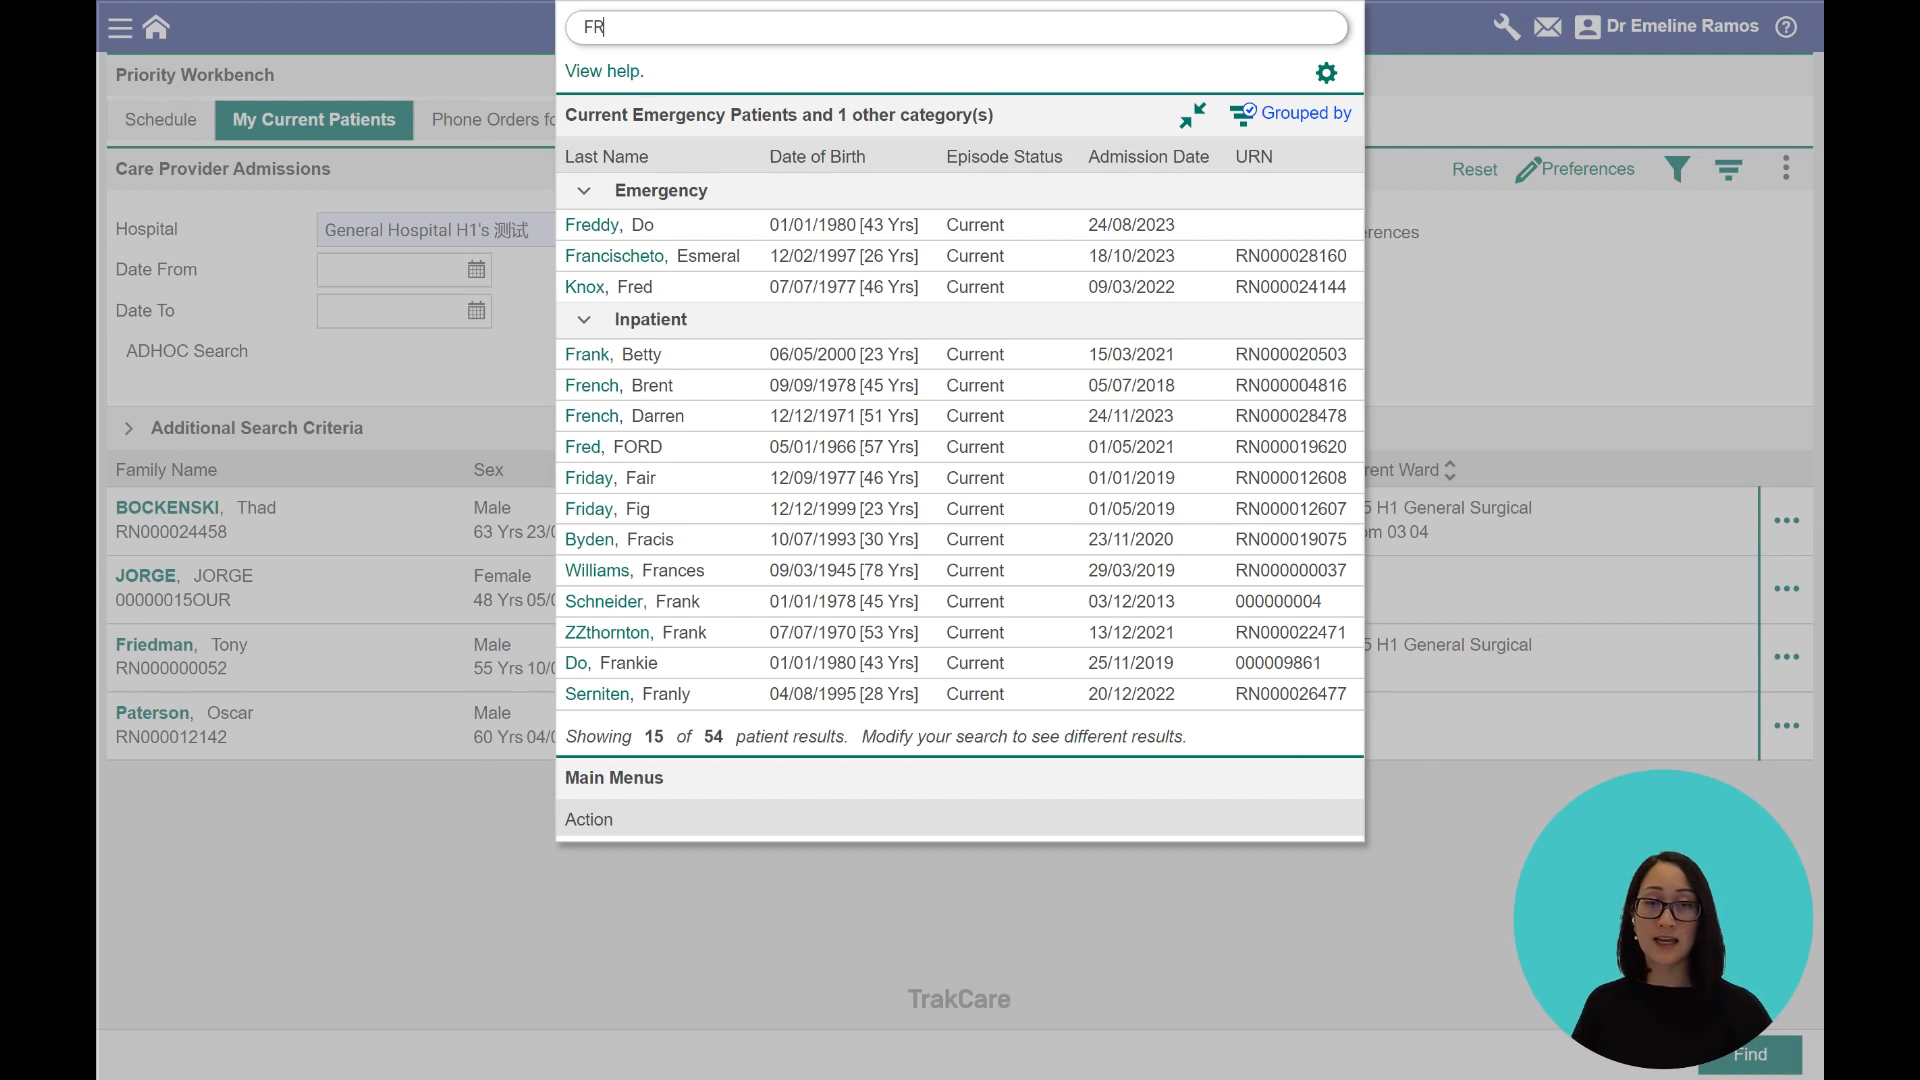 FR
Dr Emeline Ramos
View help.
Priority Workbench
Schedule My Current Patients Phone Orders fo
Current Emergency Patients and 1 other category(s) Grouped by
Last Name Date of Birth Episode Status Admission Date URN
Care Provider Admissions
Reset Preferences
Hospital General Hospital H1's 测试
erences
Date From
Date To
ADHOC Search
Emergency
Freddy, Do 01/01/1980 [43 Yrs] Current 24/08/2023
Francischeto, Esmeral 12/02/1997 [26 Yrs] Current 18/10/2023 RN000028160
Knox, Fred 07/07/1977 [46 Yrs] Current 09/03/2022 RN000024144
Inpatient
Frank, Betty 06/05/2000 [23 Yrs] Current 15/03/2021 RN000020503
French, Brent 09/09/1978 [45 Yrs] Current 05/07/2018 RN000004816
French, Darren 12/12/1971 [51 Yrs] Current 24/11/2023 RN000028478
Fred, FORD 05/01/1966 [57 Yrs] Current 01/05/2021 RN000019620
Friday, Fair 12/09/1977 [46 Yrs] Current 01/01/2019 RN000012608
Friday, Fig 12/12/1999 [23 Yrs] Current 01/05/2019 RN000012607
Byden, Fracis 10/07/1993 [30 Yrs] Current 23/11/2020 RN000019075
Williams, Frances 09/03/1945 [78 Yrs] Current 29/03/2019 RN000000037
Schneider, Frank 01/01/1978 [45 Yrs] Current 03/12/2013 000000004
ZZthornton, Frank 07/07/1970 [53 Yrs] Current 13/12/2021 RN000022471
Do, Frankie 01/01/1980 [43 Yrs] Current 25/11/2019 000009861
Serniten, Franly 04/08/1995 [28 Yrs] Current 20/12/2022 RN000026477
Showing 15 of 54 patient results. Modify your search to see different results.
Main Menus
Action
Additional Search Criteria
Family Name Sex rent Ward
BOCKENSKI, Thad Male 5 H1 General Surgical
RN000024458 63 Yrs 23/0 om 03 04
JORGE, JORGE Female
00000015OUR 48 Yrs 05/0
Friedman, Tony Male 5 H1 General Surgical
RN000000052 55 Yrs 10/0
Paterson, Oscar Male
RN000012142 60 Yrs 04/0
TrakCare
Find